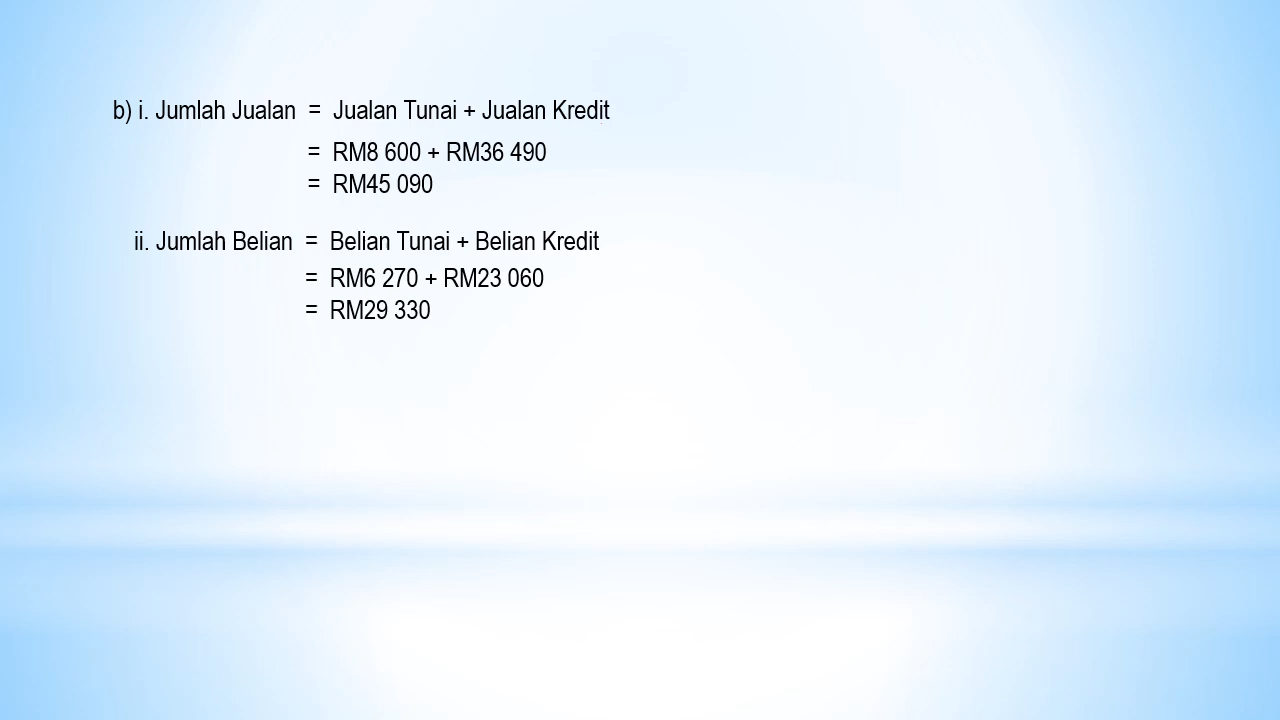 b) i. Jumlah Jualan = Jualan Tunai + Jualan Kredit
= RM8 600 + RM36 490
= RM45 090
ii. Jumlah Belian = Belian Tunai + Belian Kredit
= RM6 270 + RM23 060
= RM29 330